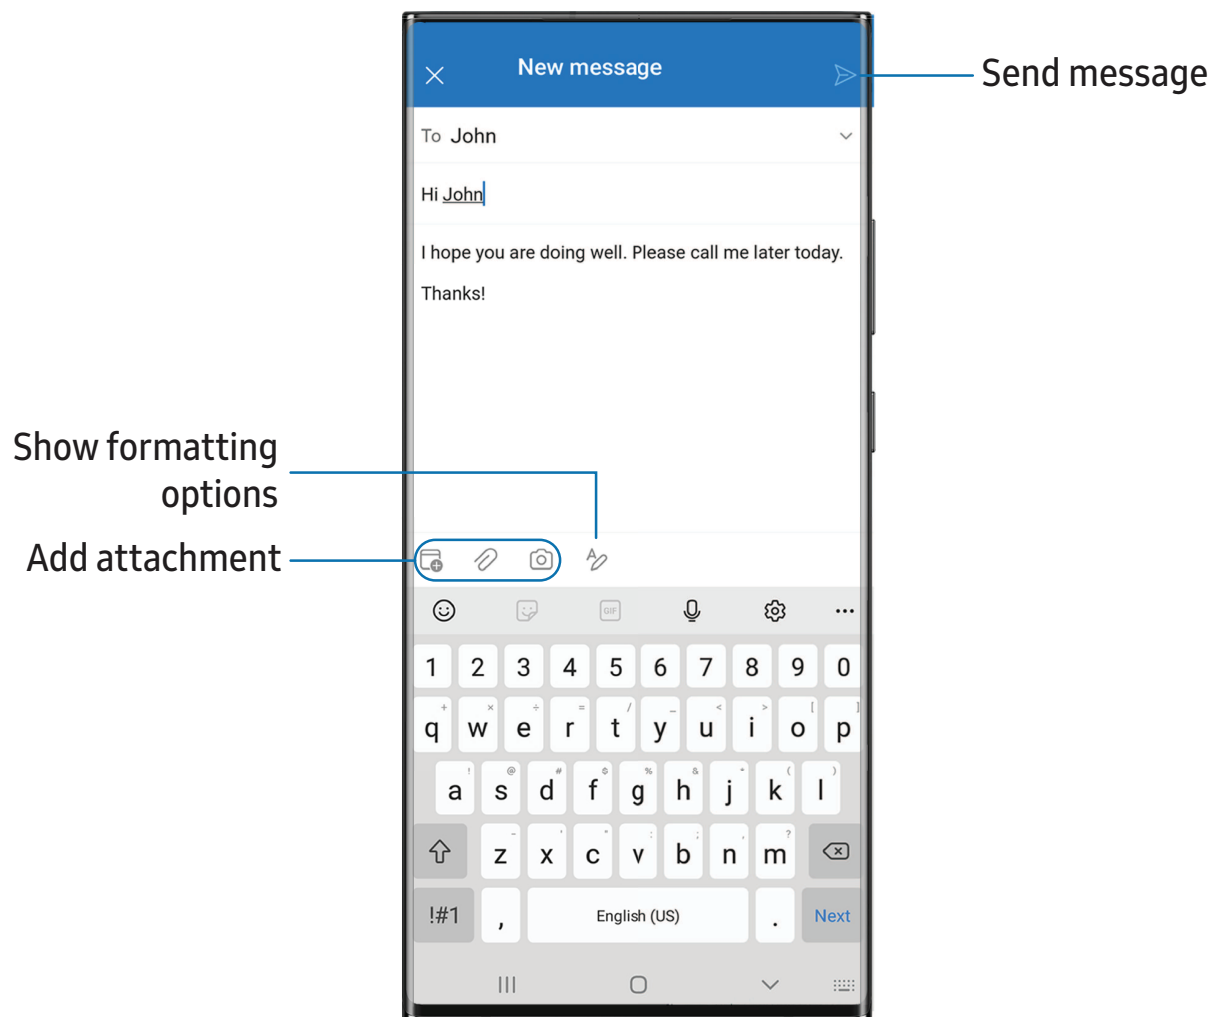 New message
Send message
To John
Hi John
I hope you are doing well. Please call me later today.
Thanks!
Show formatting
options
Add attachment
GIF
1 2 3 4 5 6 7 8 9 0
+ × ÷ = / _ < > [ ]
q w e r t y u i o p
! @ # $ % & * ( )
a s d f g h j k l
- ' " : ; , ?
z x c v b n m
!#1 , English (US) . Next